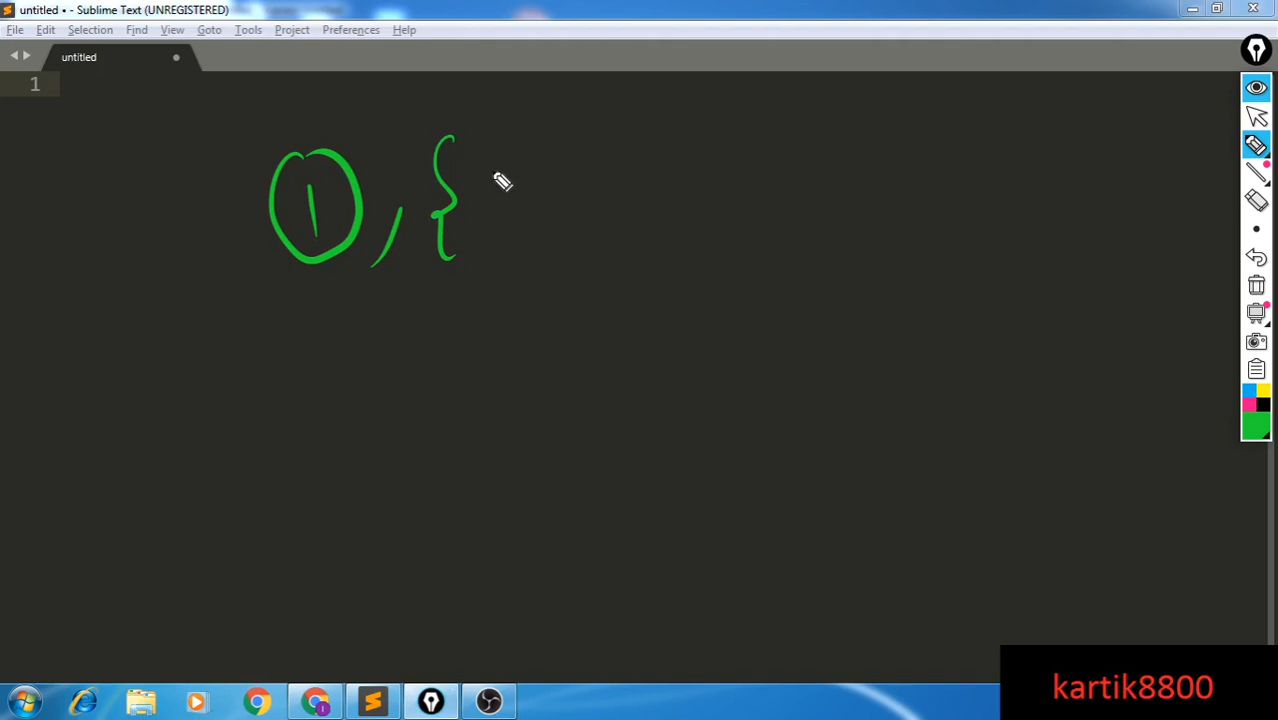 untitled • - Sublime Text (UNREGISTERED)
File Edit Selection Find View Goto Tools Project Preferences Help
untitled
1
1 , {
kartik8800